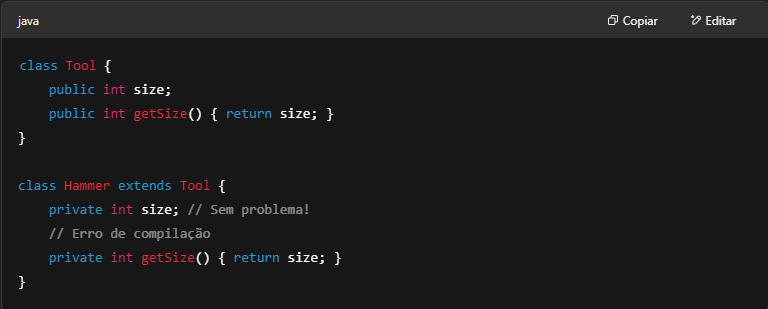 java Copiar Editar
class Tool {
    public int size;
    public int getSize() { return size; }
}
class Hammer extends Tool {
    private int size; // Sem problema!
    // Erro de compilação
    private int getSize() { return size; }
}